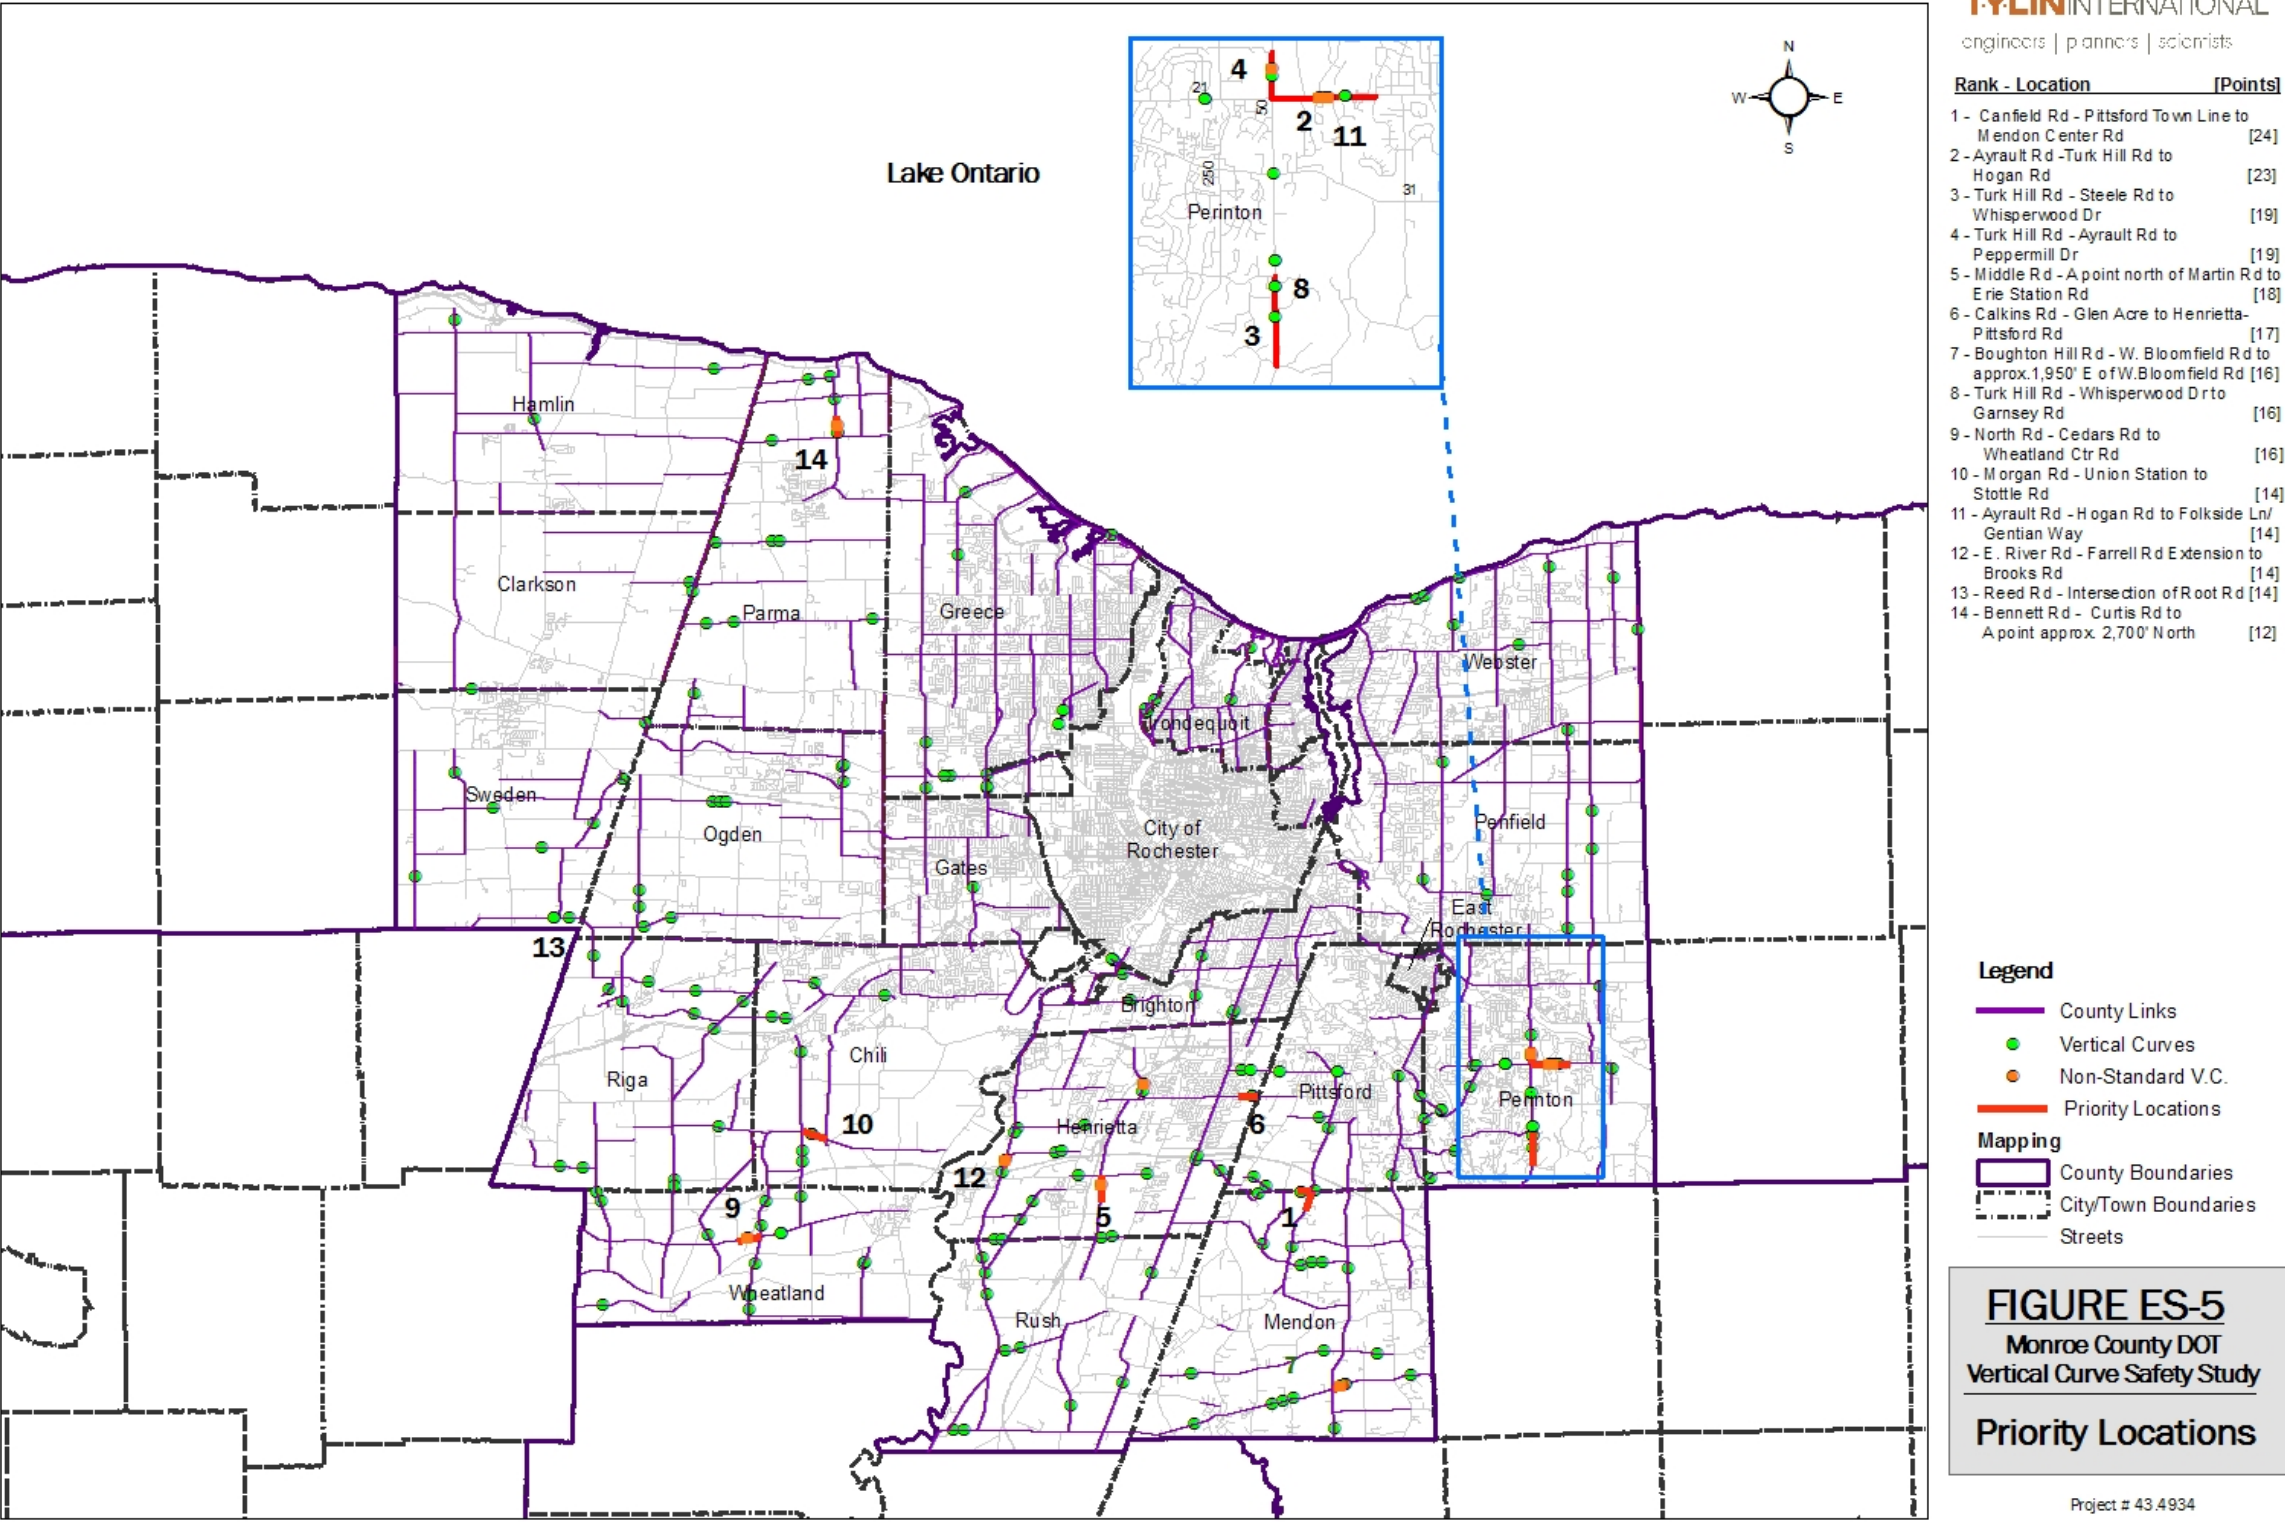 T·Y·LIN INTERNATIONAL
engineers | planners | scientists
Rank - Location [Points]
1 - Canfield Rd - Pittsford Town Line to
Mendon Center Rd [24]
2 - Ayrault Rd - Turk Hill Rd to
Hogan Rd [23]
3 - Turk Hill Rd - Steele Rd to
Whisperwood Dr [19]
4 - Turk Hill Rd - Ayrault Rd to
Peppermill Dr [19]
5 - Middle Rd - A point north of Martin Rd to
Erie Station Rd [18]
6 - Calkins Rd - Glen Acre to Henrietta-
Pittsford Rd [17]
7 - Boughton Hill Rd - W. Bloomfield Rd to
approx.1,950' E of W.Bloomfield Rd [16]
8 - Turk Hill Rd - Whisperwood Dr to
Garnsey Rd [16]
9 - North Rd - Cedars Rd to
Wheatland Ctr Rd [16]
10 - Morgan Rd - Union Station to
Stottle Rd [14]
11 - Ayrault Rd - Hogan Rd to Folkside Ln/
Gentian Way [14]
12 - E. River Rd - Farrell Rd Extension to
Brooks Rd [14]
13 - Reed Rd - Intersection of Root Rd [14]
14 - Bennett Rd - Curtis Rd to
A point approx. 2,700' North [12]
N
W E
S
Lake Ontario
4
21
50
2
11
250
31
Perinton
8
3
Hamlin
14
Clarkson
Parma
Greece
Webster
Irondequoit
Sweden
Ogden
City of
Rochester
Penfield
Gates
East
Rochester
13
Brighton
Chili
Riga
Pittsford
Perinton
10
Henrietta
6
12
9
5
1
Wheatland
Rush
Mendon
7
Legend
County Links
Vertical Curves
Non-Standard V.C.
Priority Locations
Mapping
County Boundaries
City/Town Boundaries
Streets
FIGURE ES-5
Monroe County DOT
Vertical Curve Safety Study
Priority Locations
Project # 43.4934